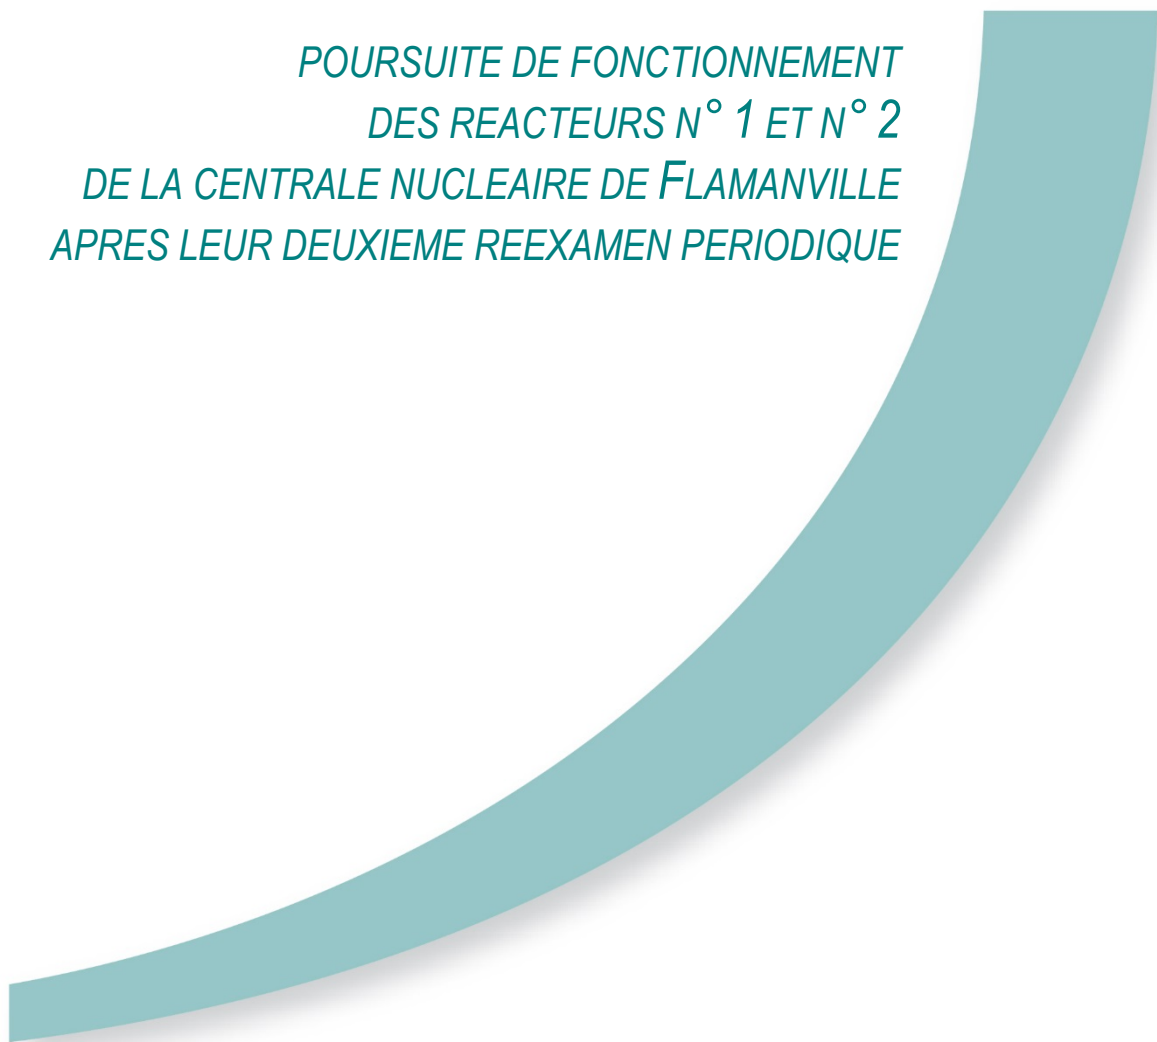 POURSUITE DE FONCTIONNEMENT
DES REACTEURS N° 1 ET N° 2
DE LA CENTRALE NUCLEAIRE DE FLAMANVILLE
APRES LEUR DEUXIEME REEXAMEN PERIODIQUE